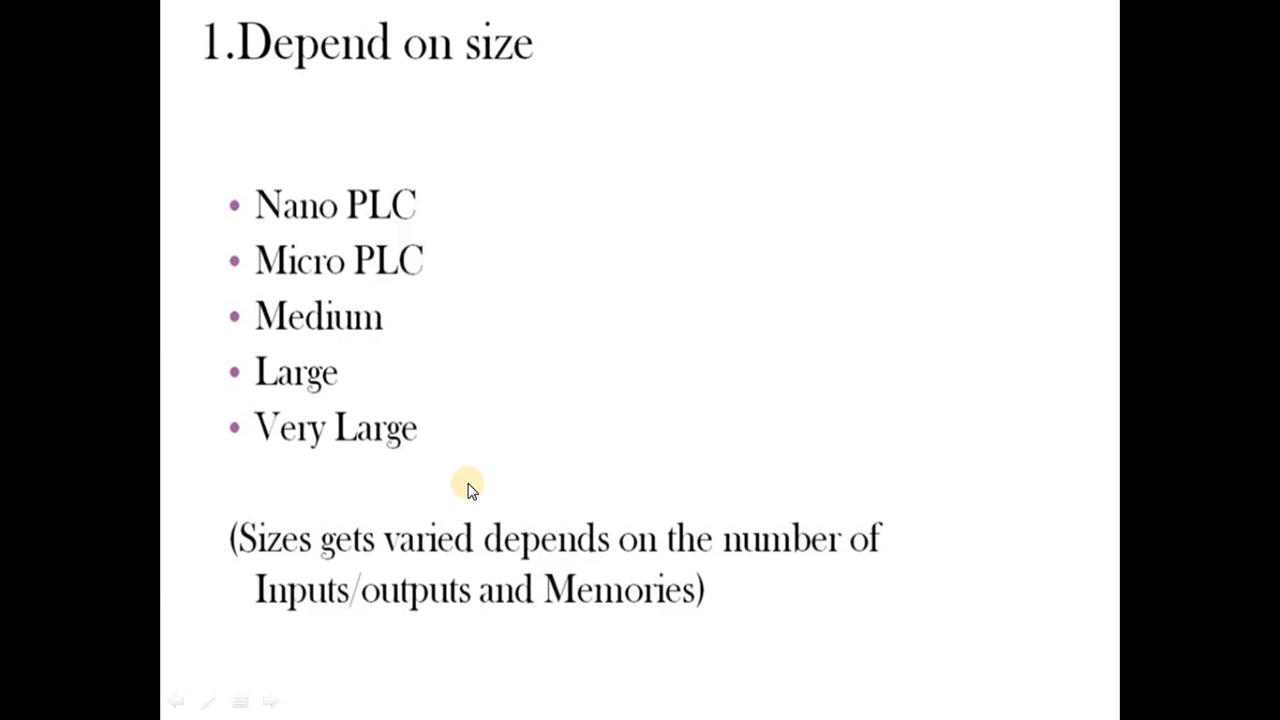 1.Depend on size
• Nano PLC
• Micro PLC
• Medium
• Large
• Very Large
(Sizes gets varied depends on the number of
Inputs/outputs and Memories)